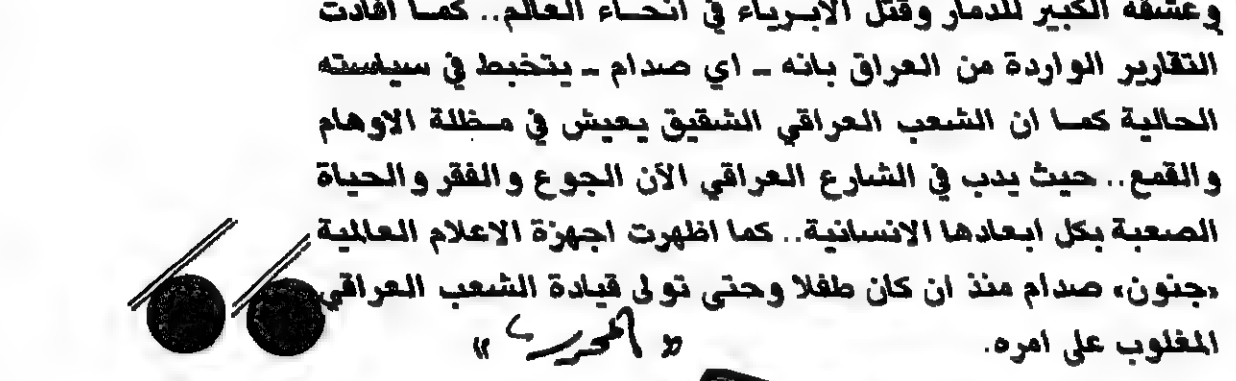 وعشقه الكبير للدمار وقتل الأبرياء في انحاء العالم.. كما افادت
التقارير الواردة من العراق بانه ـ اي صدام ـ يتخبط في سياسته
الحالية كما ان الشعب العراقي الشقيق يعيش في مظلة الاوهام
والقمع.. حيث يدب في الشارع العراقي الآن الجوع والفقر والحياة
الصعبة بكل ابعادها الانسانية.. كما اظهرت اجهزة الاعلام العالمية
«جنون» صدام منذ ان كان طفلا وحتى تولى قيادة الشعب العراقي
المغلوب على امره.
« المحرر »